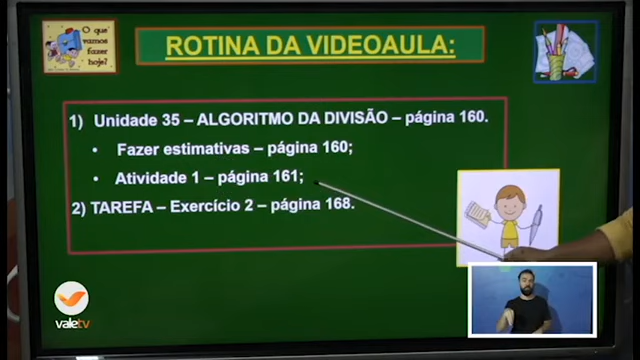 O que
vamos
fazer
hoje?
ROTINA DA VIDEOAULA:
1) Unidade 35 – ALGORITMO DA DIVISÃO – página 160.
• Fazer estimativas – página 160;
• Atividade 1 – página 161;
2) TAREFA – Exercício 2 – página 168.
valetv